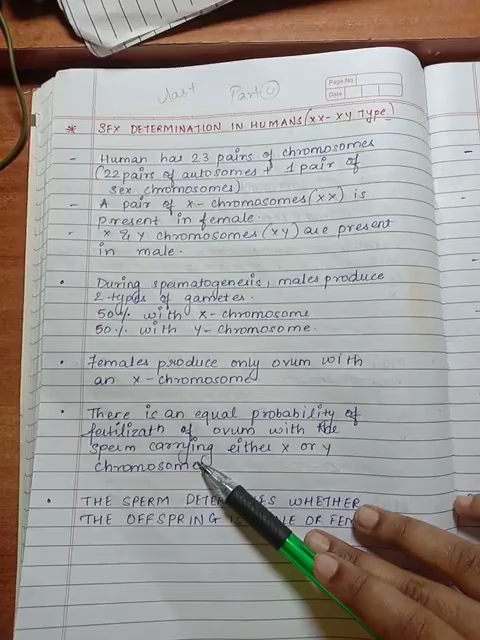 Part 4
Page No.
Date
* SEX DETERMINATION IN HUMANS (XX-XY Type)
- Human has 23 pairs of chromosomes
(22 pairs of autosomes + 1 pair of
sex chromosomes)
- A pair of x-chromosomes (xx) is
present in female.
- x & y chromosomes (xy) are present
in male.
• During spermatogenesis, males produce
2 types of gametes.
50% with x-chromosome
50% with y-chromosome.
• Females produce only ovum with
an x-chromosome
• There is an equal probability of
fertilizatn of ovum with the
sperm carrying either x or y
chromosome
• THE SPERM DETERMINES WHETHER
THE OFFSPRING IS